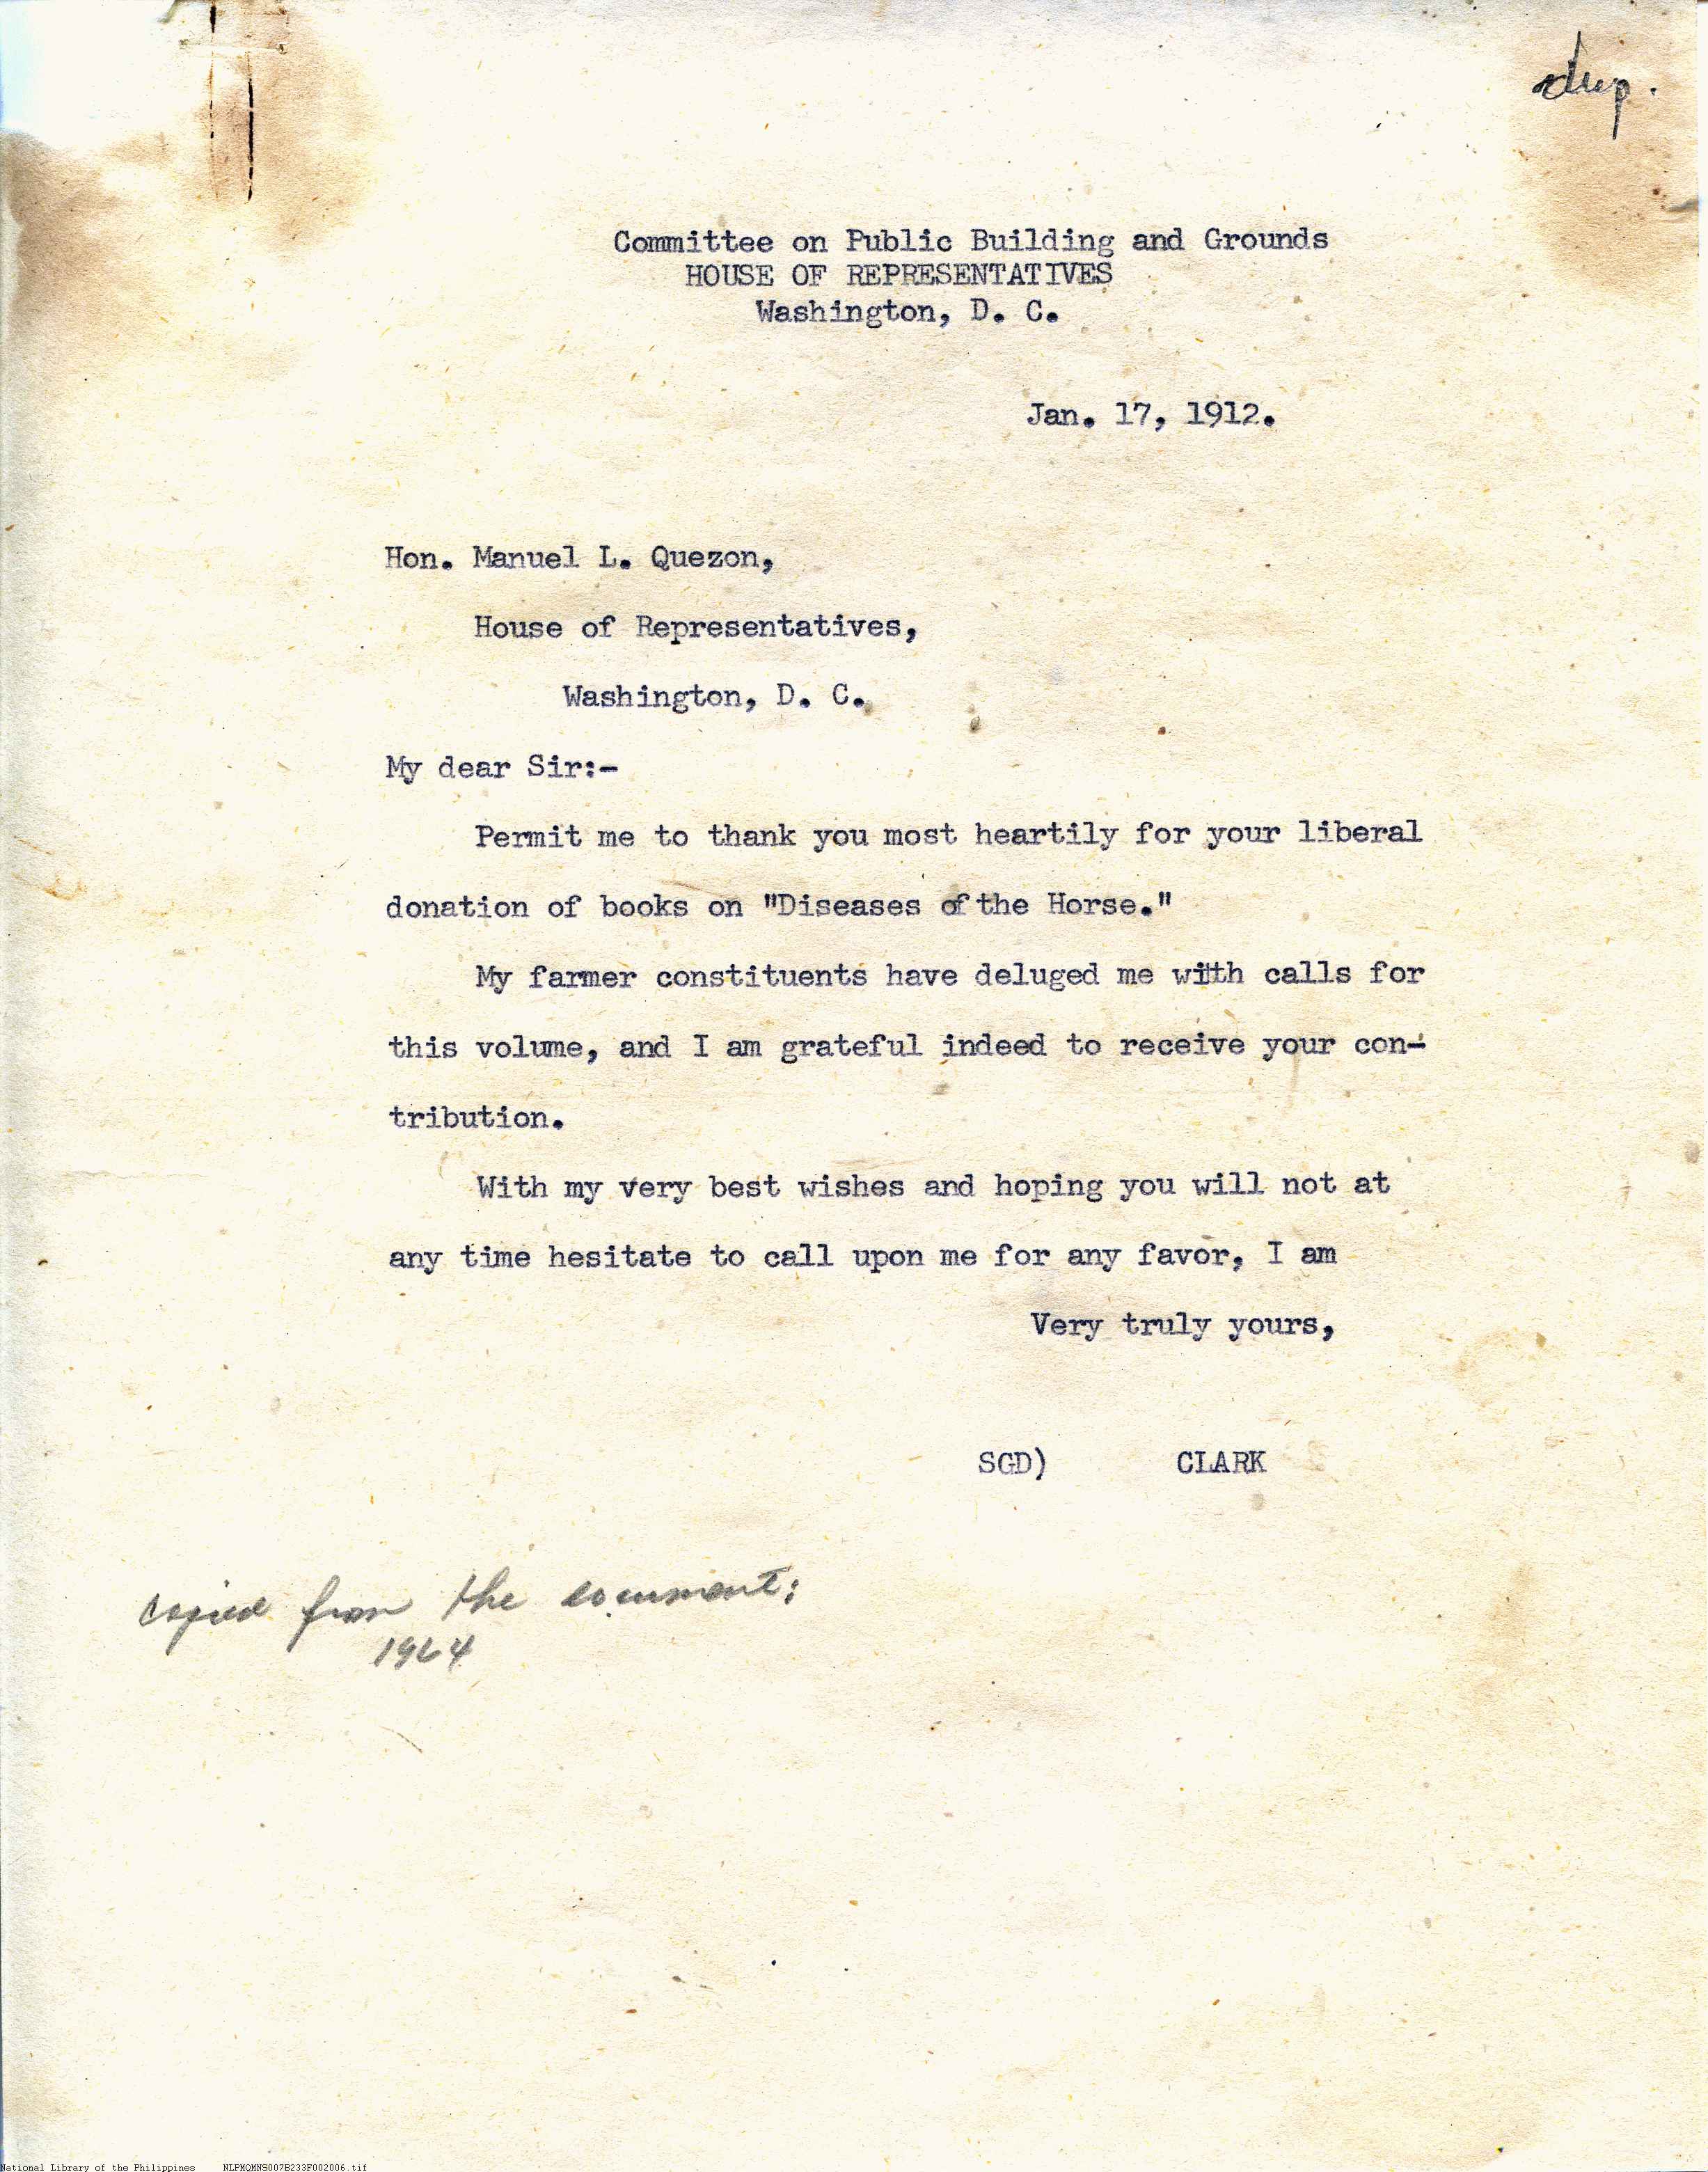 dup.
Committee on Public Building and Grounds
HOUSE OF REPRESENTATIVES
Washington, D. C.
Jan. 17, 1912.
Hon. Manuel L. Quezon,
House of Representatives,
Washington, D. C.
My dear Sir:-
Permit me to thank you most heartily for your liberal
donation of books on "Diseases of the Horse."
My farmer constituents have deluged me with calls for
this volume, and I am grateful indeed to receive your con-
tribution.
With my very best wishes and hoping you will not at
any time hesitate to call upon me for any favor, I am
Very truly yours,
SGD) CLARK
copied from the document:
1964
National Library of the Philippines NLPMQMNS007B233F002006.tif